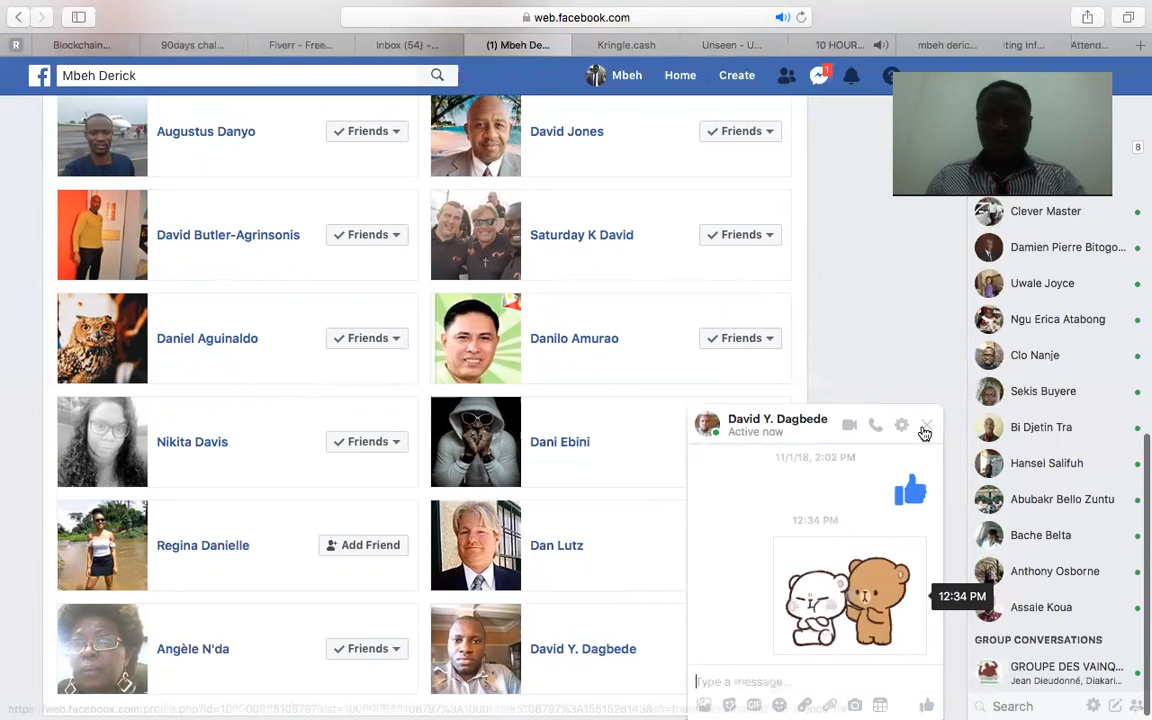 web.facebook.com
R
Blockchain...
90days chal...
Fiverr - Free...
Inbox (54) -...
(1) Mbeh De...
Kringle.cash
Unseen - U...
10 HOUR...
mbeh deric...
iting Inf...
Attend...
Mbeh Derick
Mbeh
Home
Create
1
8
Augustus Danyo
Friends
David Jones
Friends
David Butler-Agrinsonis
Friends
Saturday K David
Friends
Daniel Aguinaldo
Friends
Danilo Amurao
Friends
Nikita Davis
Friends
Dani Ebini
Regina Danielle
Add Friend
Dan Lutz
Angèle N'da
Friends
David Y. Dagbede
David Y. Dagbede
Active now
11/1/18, 2:02 PM
12:34 PM
12:34 PM
Type a message...
GIF
Clever Master
Damien Pierre Bitogo...
Uwale Joyce
Ngu Erica Atabong
Clo Nanje
Sekis Buyere
Bi Djetin Tra
Hansel Salifuh
Abubakr Bello Zuntu
Bache Belta
Anthony Osborne
Assale Koua
GROUP CONVERSATIONS
GROUPE DES VAINQ...
Jean Dieudonné, Diakari...
Search